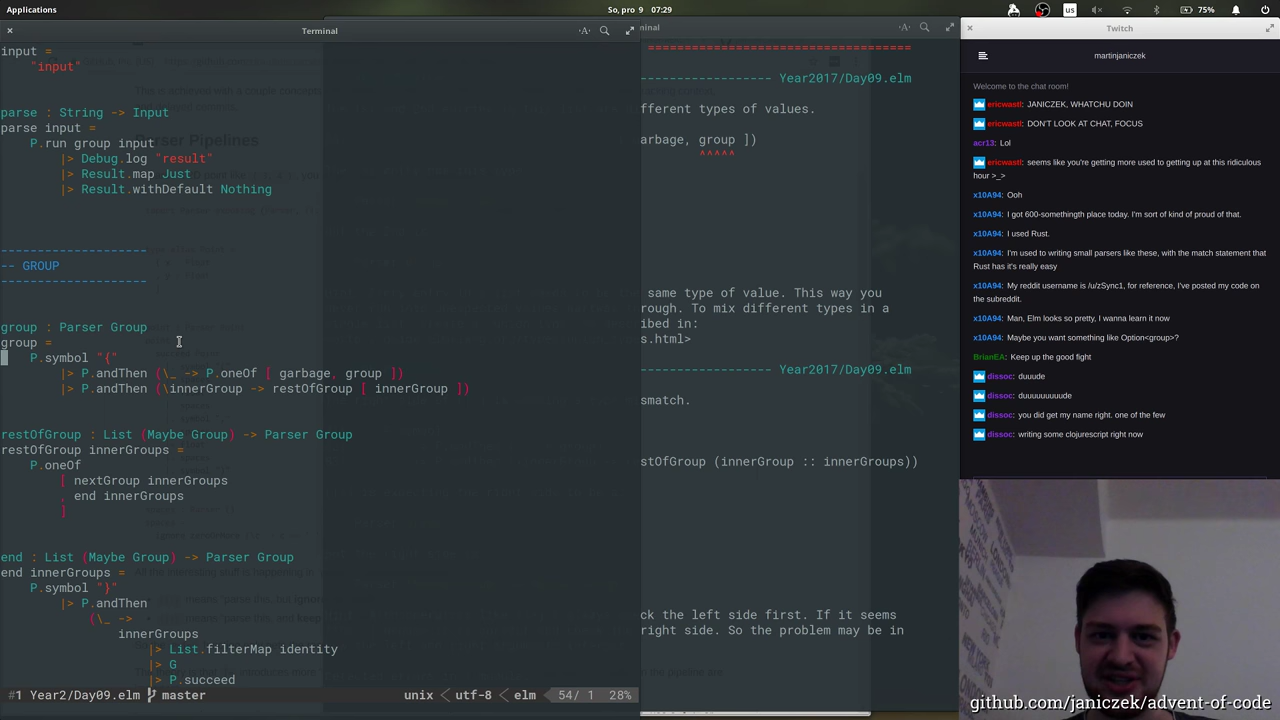 Applications
So, pro 9 07:29
us
75%
Terminal
-A-
input =
"input"
parse : String -> Input
parse input =
P.run group input
|> Debug.log "result"
|> Result.map Just
|> Result.withDefault Nothing
---------------------
-- GROUP
---------------------
group : Parser Group
group =
P.symbol "{"
|> P.andThen (\_ -> P.oneOf [ garbage, group ])
|> P.andThen (\innerGroup -> restOfGroup [ innerGroup ])
restOfGroup : List (Maybe Group) -> Parser Group
restOfGroup innerGroups =
P.oneOf
[ nextGroup innerGroups
, end innerGroups
]
end : List (Maybe Group) -> Parser Group
end innerGroups =
P.symbol "}"
|> P.andThen
(\_ ->
innerGroups
|> List.filterMap identity
|> G
|> P.succeed
#1 Year2/Day09.elm master unix < utf-8 < elm 54/ 1 28%
minal
-A-
====================================
----------------- Year2017/Day09.elm
fferent types of values.
arbage, group ])
^^^^^
same type of value. This way you
rough. To mix different types in a
ibed in:
s.html>
----------------- Year2017/Day09.elm
smatch.
stOfGroup (innerGroup :: innerGroups))
ck the left side first. If it seems
right side. So the problem may be in
Parser Pipelines
Twitch
martinjaniczek
Welcome to the chat room!
ericwastl: JANICZEK, WHATCHU DOIN
ericwastl: DON'T LOOK AT CHAT, FOCUS
acr13: Lol
ericwastl: seems like you're getting more used to getting up at this ridiculous
hour >_>
x10A94: Ooh
x10A94: I got 600-somethingth place today. I'm sort of kind of proud of that.
x10A94: I used Rust.
x10A94: I'm used to writing small parsers like these, with the match statement that
Rust has it's really easy
x10A94: My reddit username is /u/zSync1, for reference, I've posted my code on
the subreddit.
x10A94: Man, Elm looks so pretty, I wanna learn it now
x10A94: Maybe you want something like Option<group>?
BrianEA: Keep up the good fight
dissoc: duuude
dissoc: duuuuuuuuude
dissoc: you did get my name right. one of the few
dissoc: writing some clojurescript right now
github.com/janiczek/advent-of-code